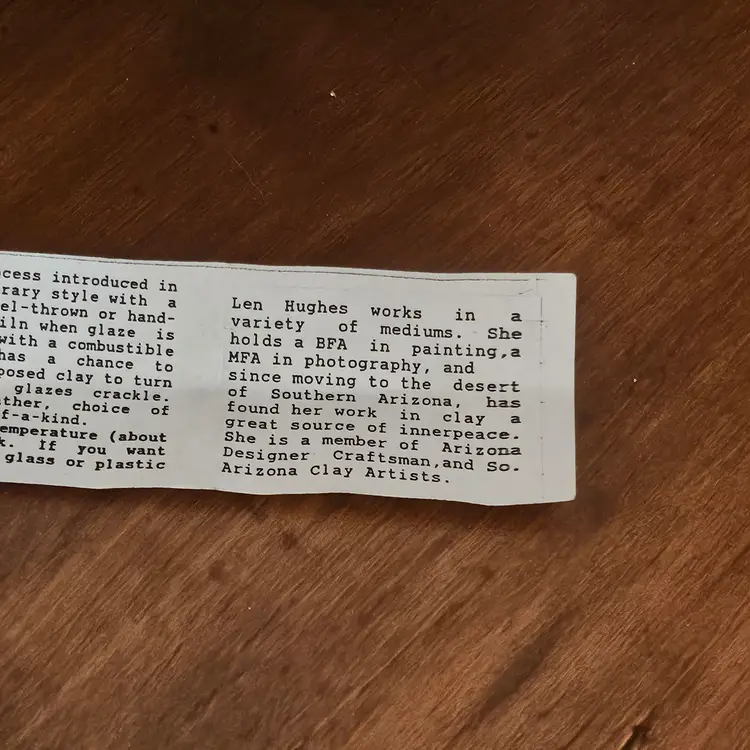 cess introduced in
rary style with a
el-thrown or hand-
iln when glaze is
with a combustible
has a chance to
posed clay to turn
glazes crackle.
ther, choice of
f-a-kind.
emperature (about
k. If you want
glass or plastic
Len Hughes works in a
variety of mediums. She
holds a BFA in painting,a
MFA in photography, and
since moving to the desert
of Southern Arizona, has
found her work in clay a
great source of innerpeace.
She is a member of Arizona
Designer Craftsman,and So.
Arizona Clay Artists.